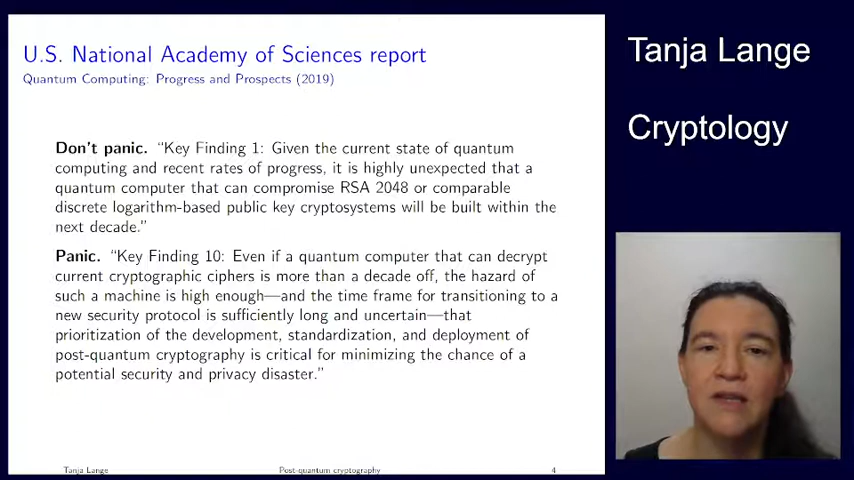 U.S. National Academy of Sciences report
Quantum Computing: Progress and Prospects (2019)
Don't panic. “Key Finding 1: Given the current state of quantum
computing and recent rates of progress, it is highly unexpected that a
quantum computer that can compromise RSA 2048 or comparable
discrete logarithm-based public key cryptosystems will be built within the
next decade.”
Panic. “Key Finding 10: Even if a quantum computer that can decrypt
current cryptographic ciphers is more than a decade off, the hazard of
such a machine is high enough—and the time frame for transitioning to a
new security protocol is sufficiently long and uncertain—that
prioritization of the development, standardization, and deployment of
post-quantum cryptography is critical for minimizing the chance of a
potential security and privacy disaster.”
Tanja Lange
Post-quantum cryptography
4
Tanja Lange
Cryptology